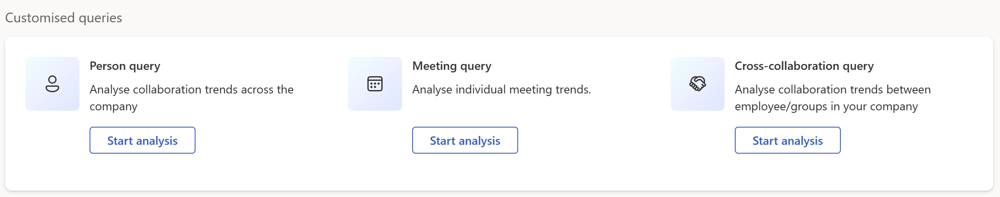 Customised queries
Person query
Analyse collaboration trends across the
company
Start analysis
Meeting query
Analyse individual meeting trends.
Start analysis
Cross-collaboration query
Analyse collaboration trends between
employee/groups in your company
Start analysis